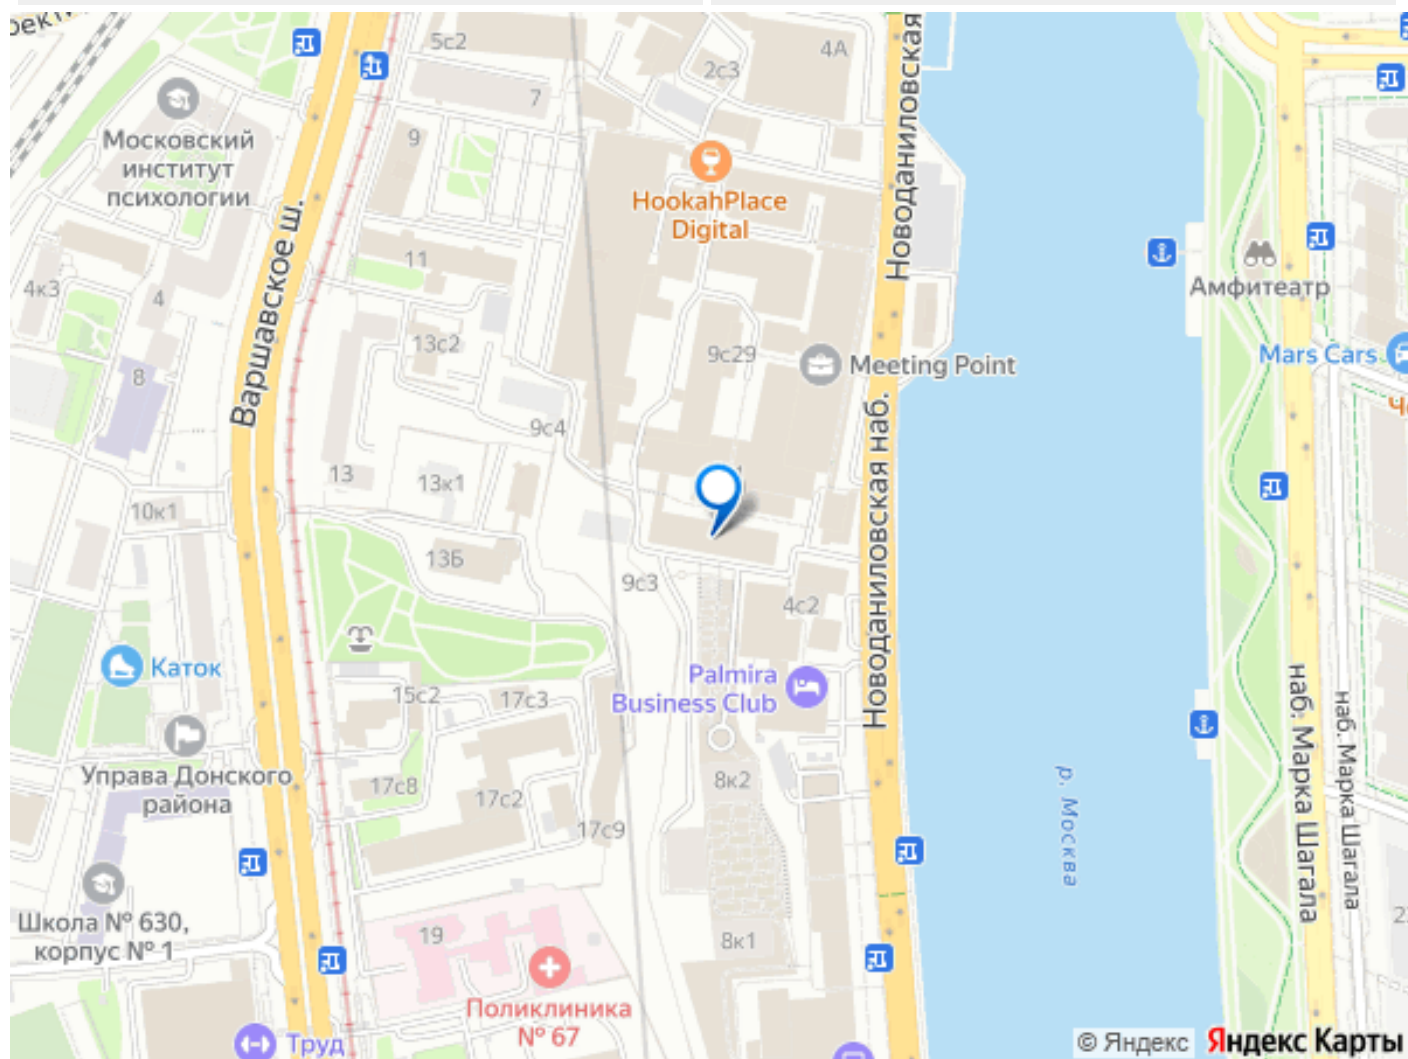 5с2
4А
2с3
7
9
Московский
институт
психологии
HookahPlace
Digital
Новоданиловская
11
Амфитеатр
4к3
4
Варшавское ш.
13с2
9с29
Meeting Point
Mars Cars
8
9с4
13
13к1
10к1
13Б
9с3
4с2
Новоданиловская наб.
Каток
Palmira
Business Club
15с2
17с3
Управа Донского
района
17с8
17с2
8к2
17с9
р. Москва
наб. Марка Шагала
наб. Марка Шагала
Школа № 630,
корпус № 1
19
8к1
Поликлиника
№ 67
Труд
© Яндекс
Яндекс Карты